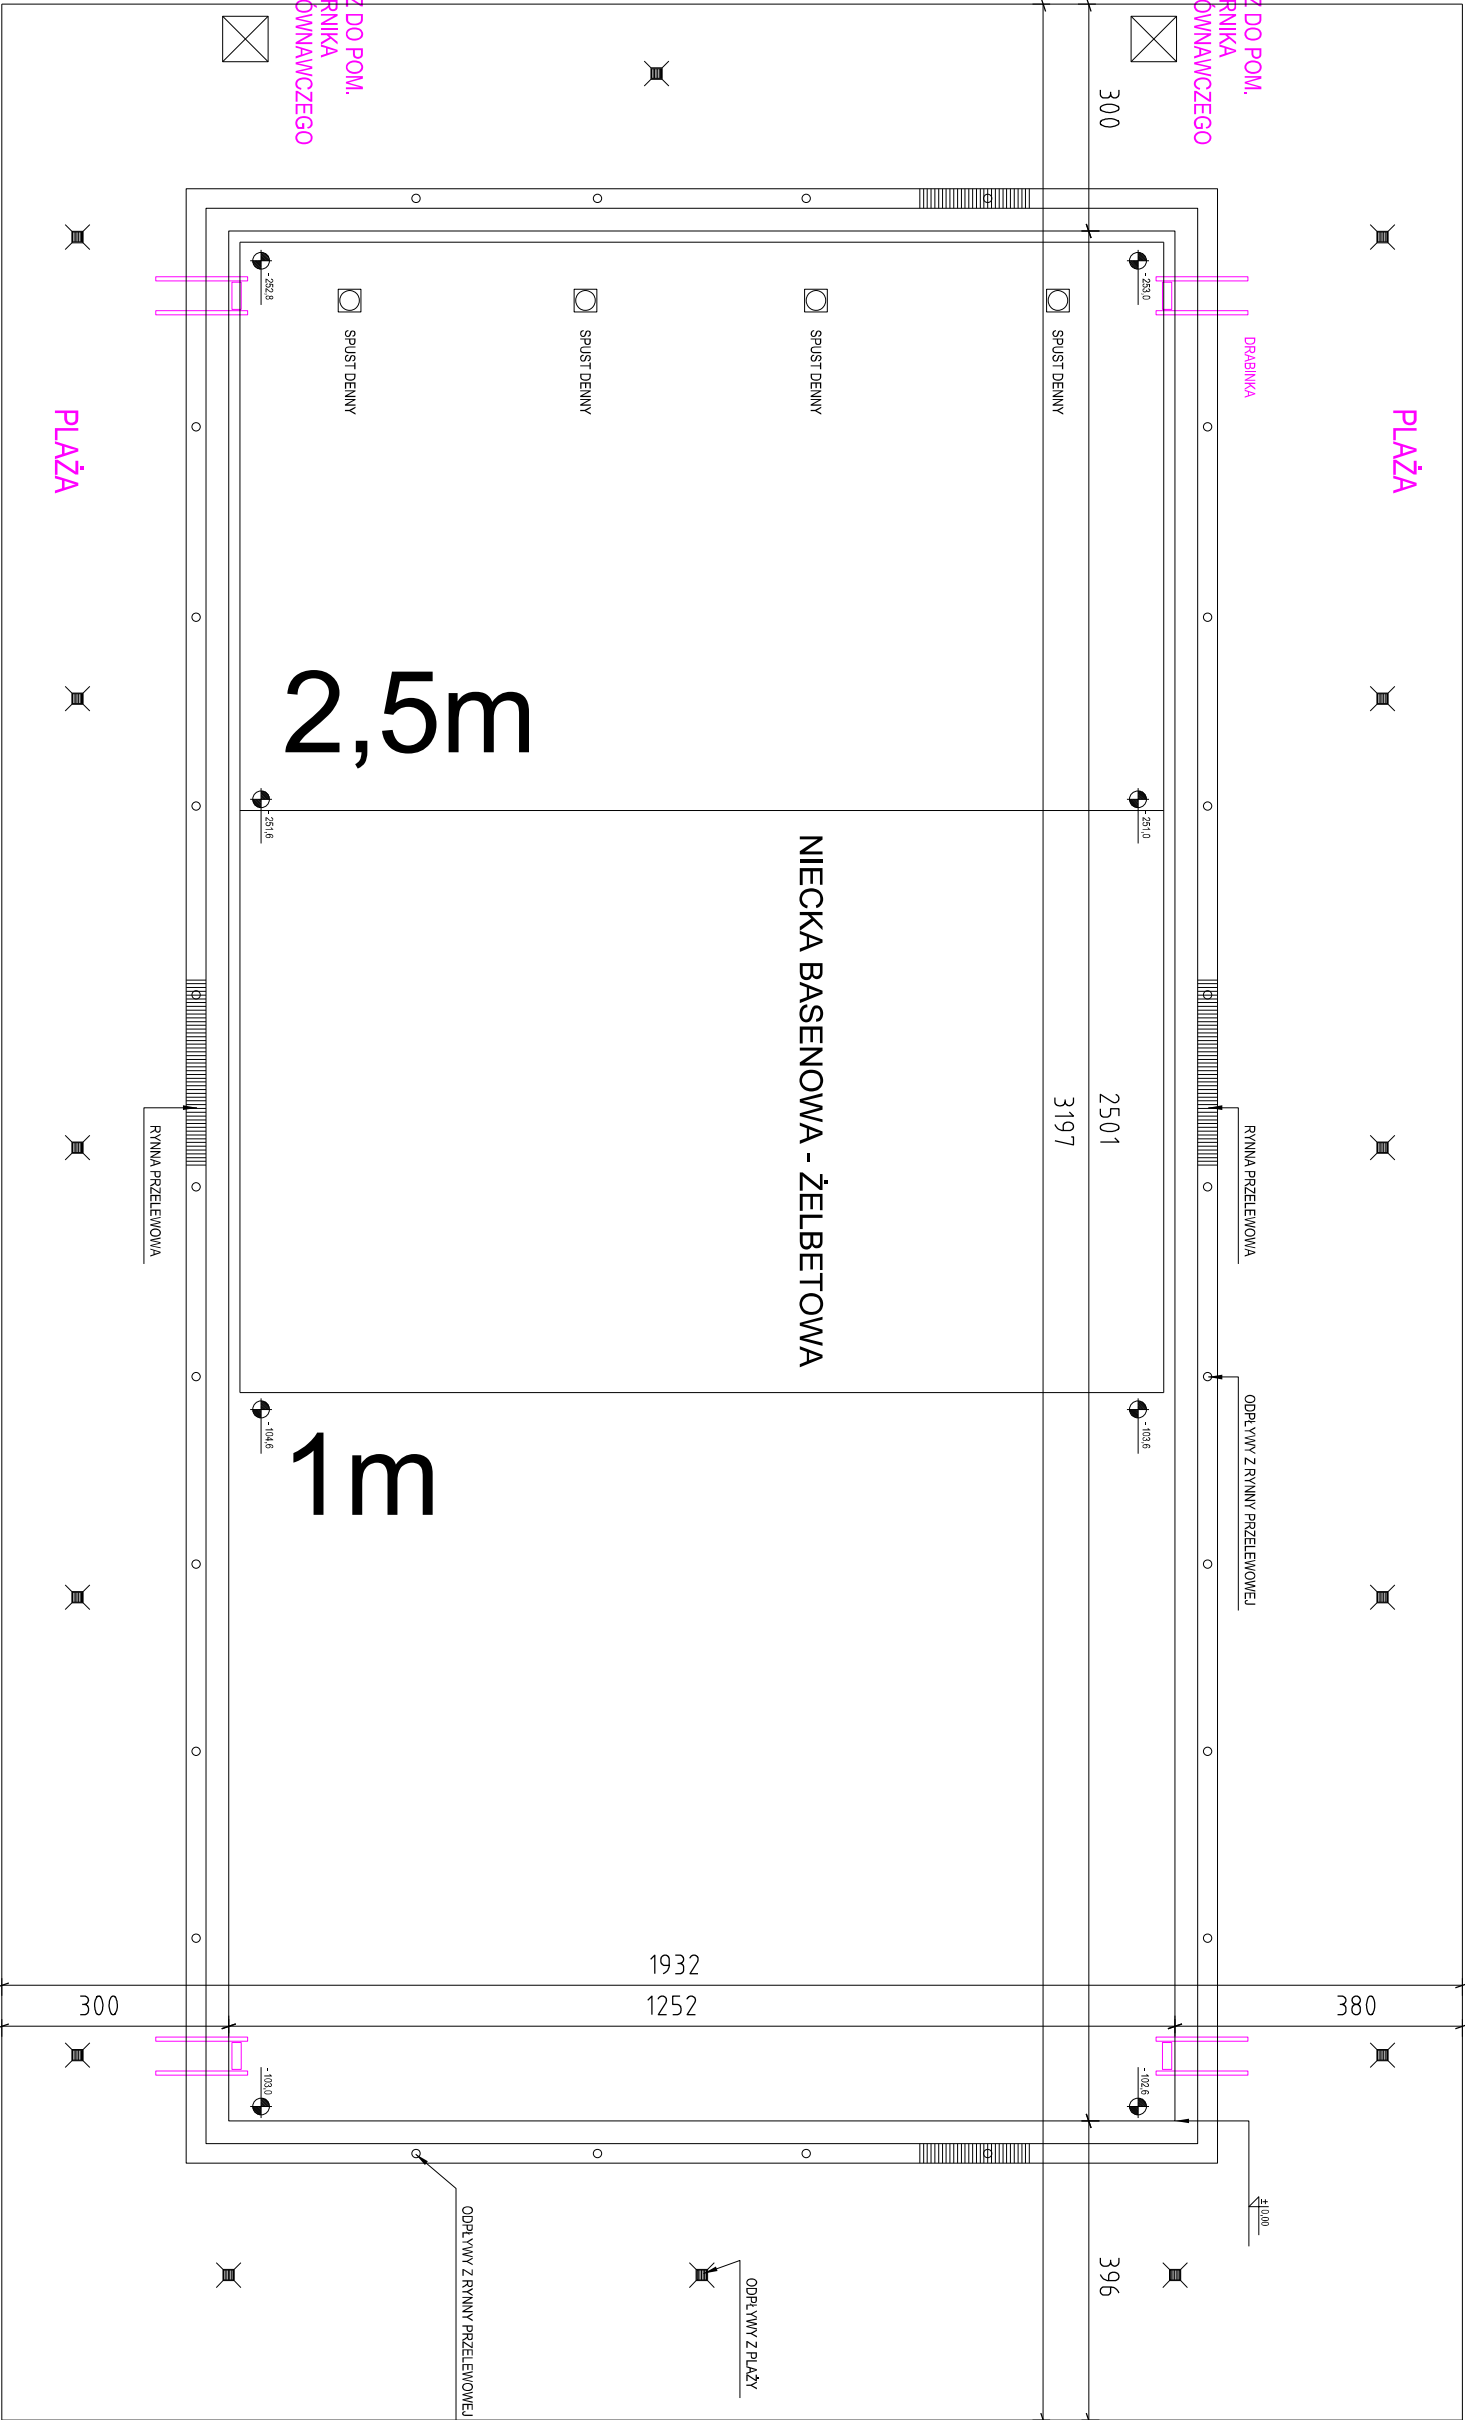 Z DO POM.
RNIKA
ÓWNAWCZEGO
Z DO POM.
RNIKA
ÓWNAWCZEGO
300
- 252,8
- 253,0
DRABINKA
SPUST DENNY
SPUST DENNY
SPUST DENNY
SPUST DENNY
PLAŻA
PLAŻA
2,5m
- 251,6
- 251,0
NIECKA BASENOWA - ŻELBETOWA
2501
3197
RYNNA PRZELEWOWA
RYNNA PRZELEWOWA
ODPŁYWY Z RYNNY PRZELEWOWEJ
- 104,6
- 103,6
1m
1932
300
1252
380
- 103,0
- 102,6
±0,00
396
ODPŁYWY Z RYNNY PRZELEWOWEJ
ODPŁYWY Z PLAŻY